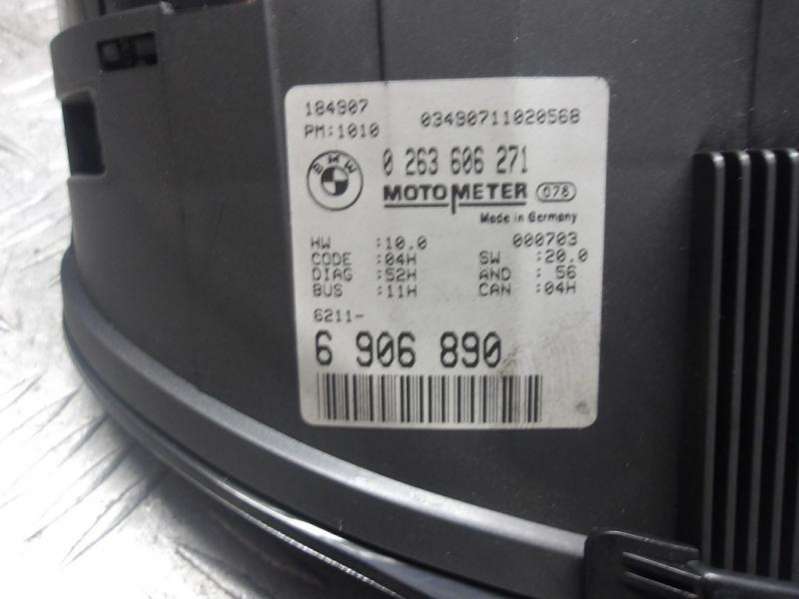 184907
PM:1010 03490711020568
BMW 0 263 606 271
MOTOMETER 078
Made in Germany
HW :10.0 000703
CODE :04H SW :20.0
DIAG :52H AND : 56
BUS :11H CAN :04H
6211-
6 906 890